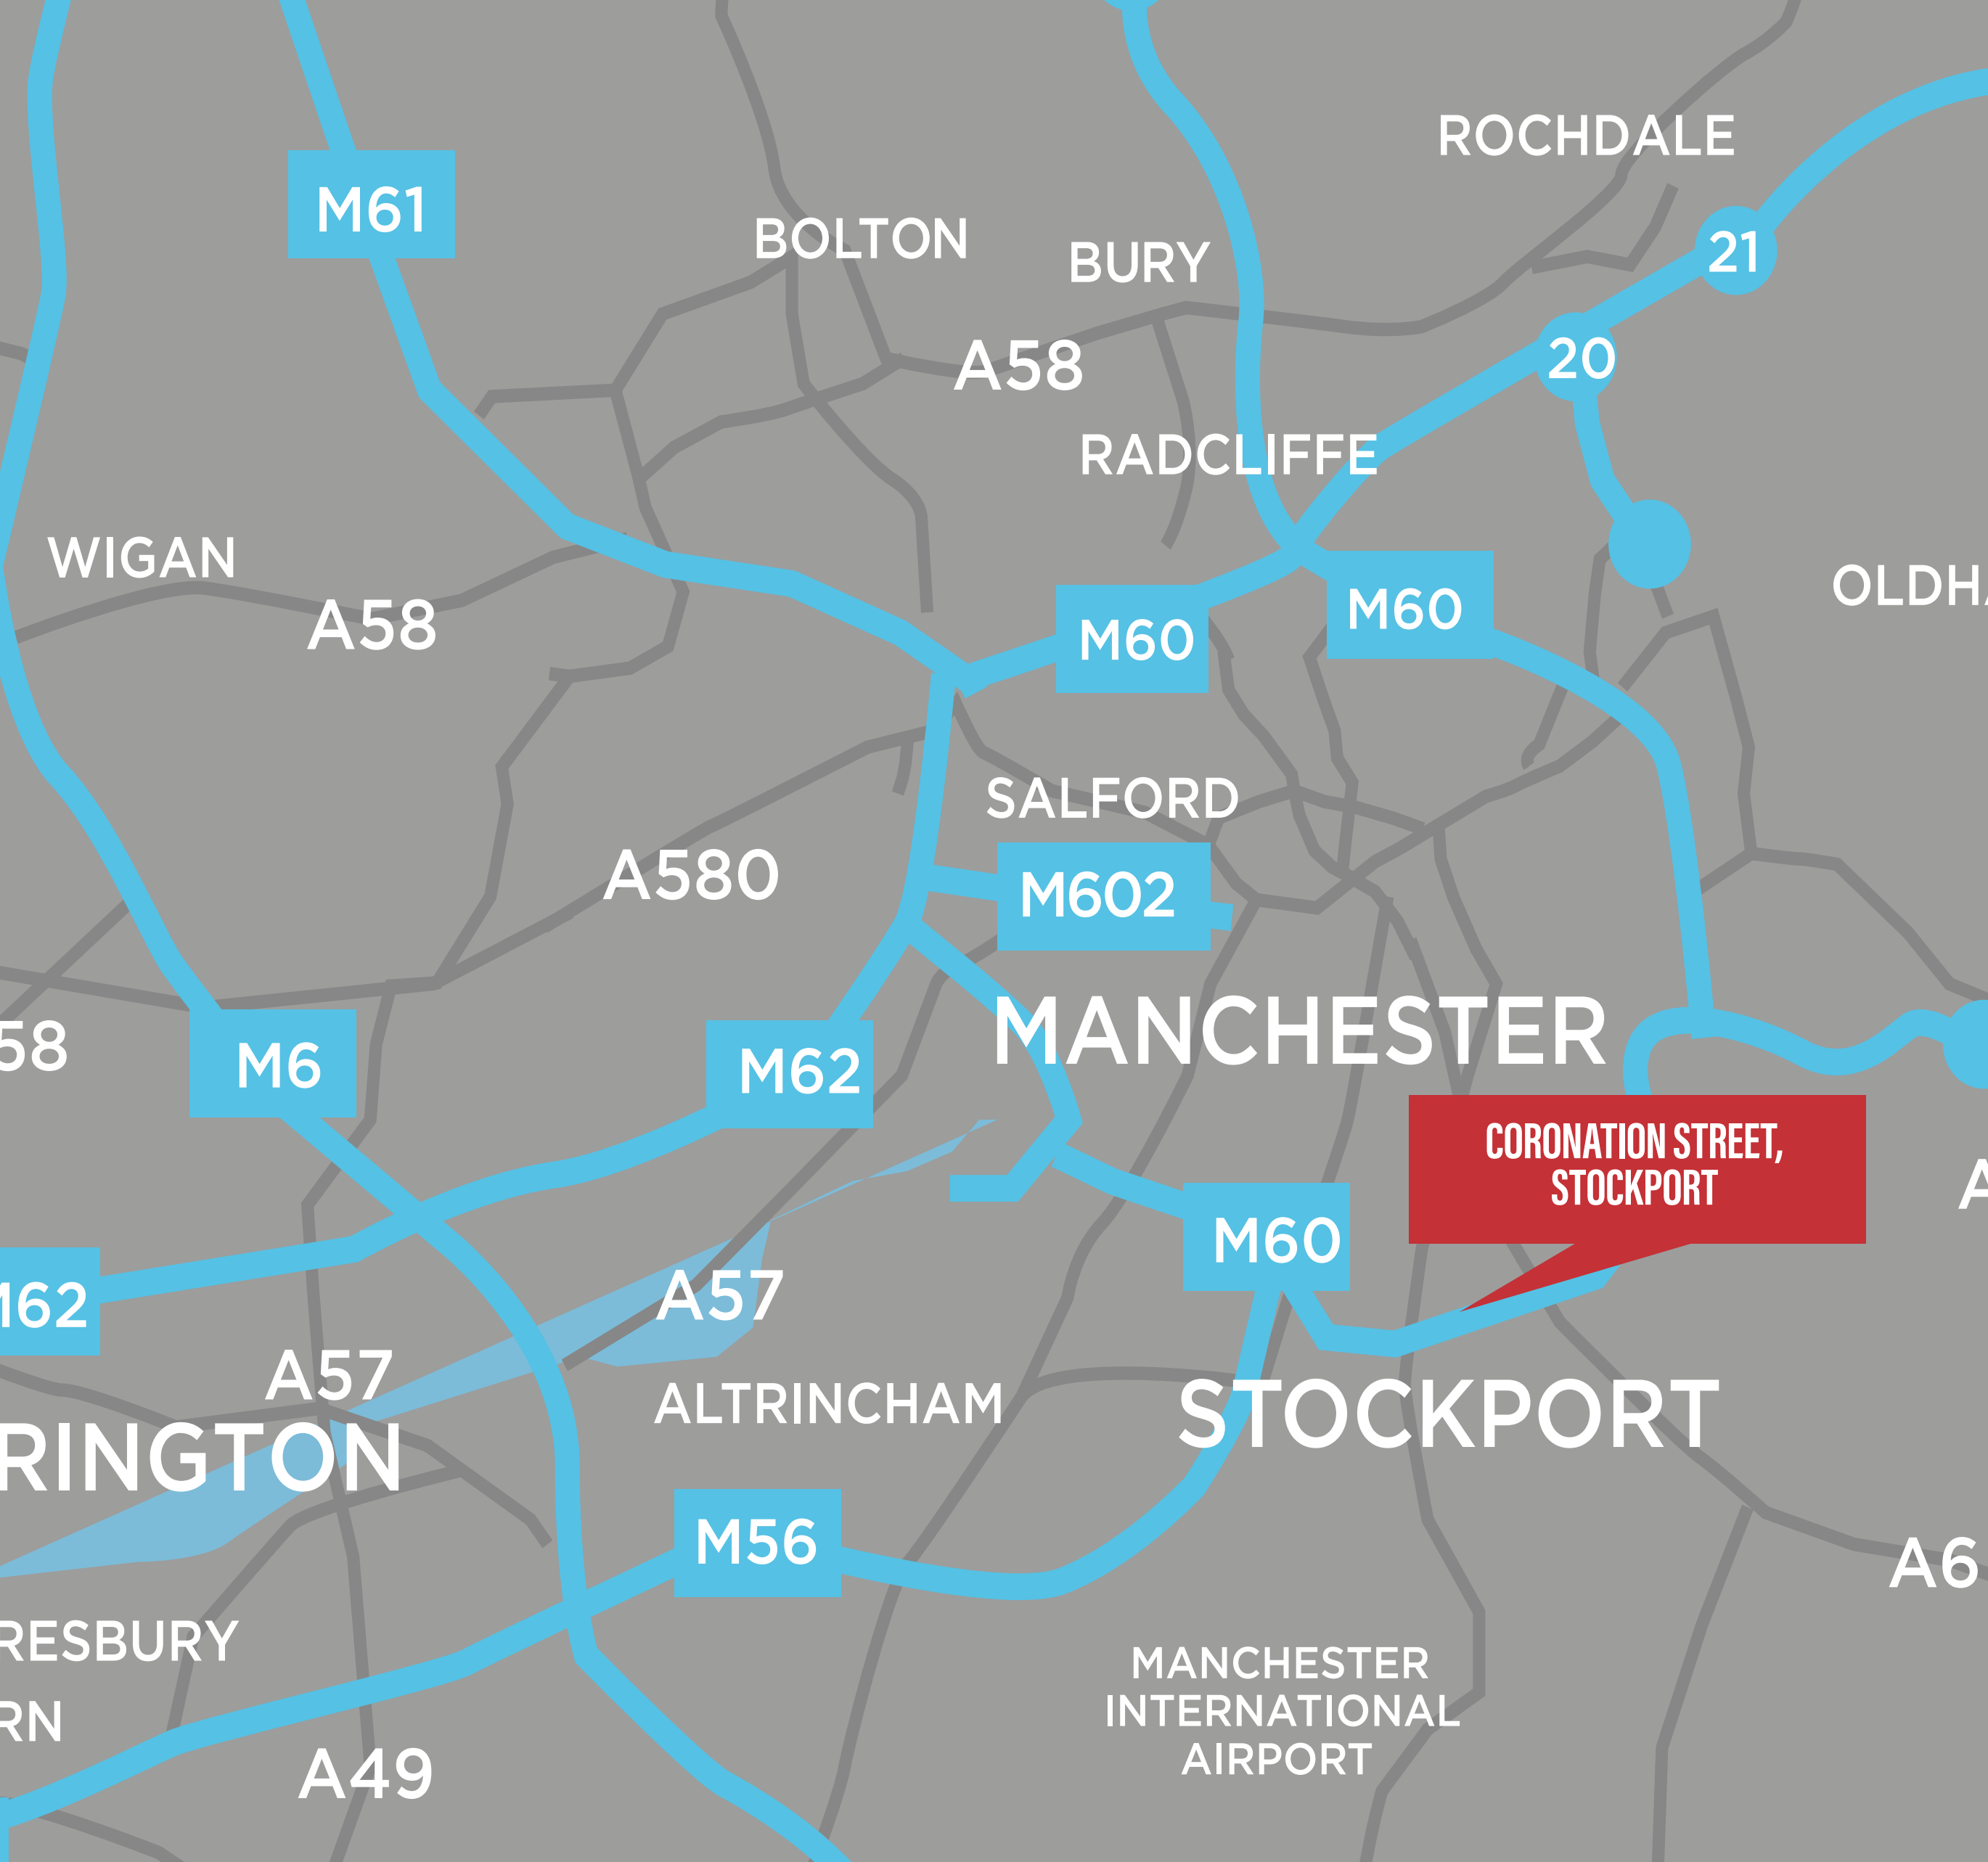 ROCHDALE
M61
BOLTON
BURY
21
20
A58
RADCLIFFE
WIGAN
A58
OLDHA
M60
M60
SALFORD
A580
M602
MANCHESTER
58
M6
M62
CORONATION STREET,
STOCKPORT
A
M60
162
A57
A57
ALTRINCHAM
STOCKPORT
RINGTON
M56
A6
RESBURY
MANCHESTER
INTERNATIONAL
AIRPORT
RN
A49